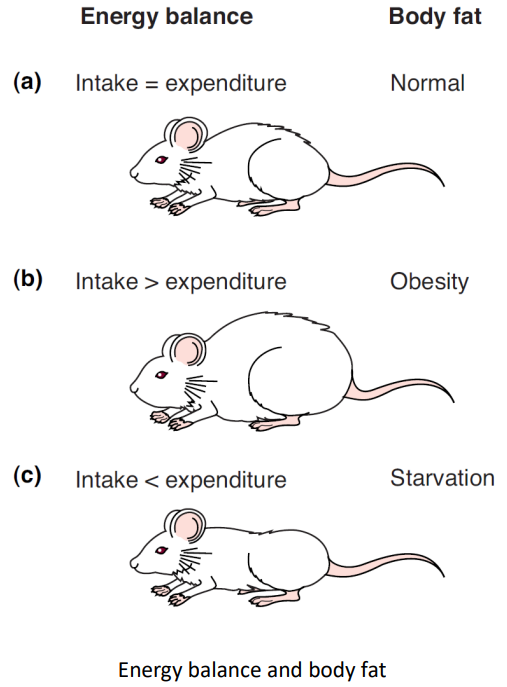 Energy balance Body fat
(a) Intake = expenditure Normal
(b) Intake > expenditure Obesity
(c) Intake < expenditure Starvation
Energy balance and body fat